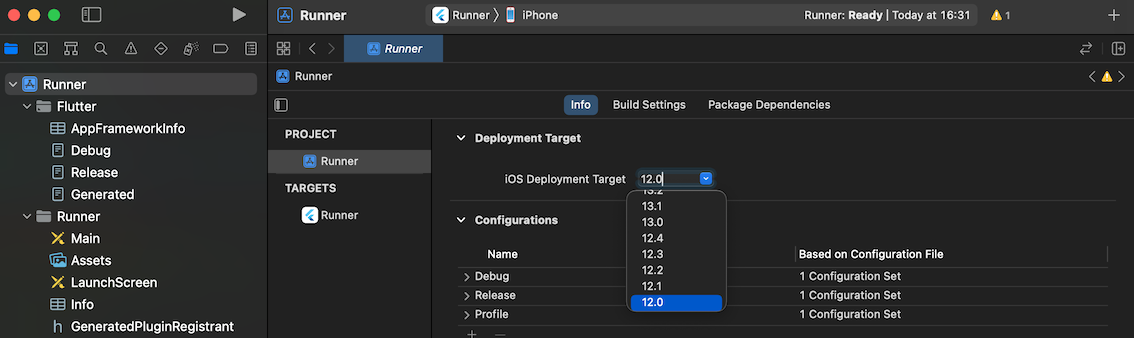 Runner
Runner
iPhone
Runner: Ready | Today at 16:31
1
Runner
Runner
Runner
Flutter
AppFrameworkInfo
Debug
Release
Generated
Runner
Main
Assets
LaunchScreen
Info
h GeneratedPluginRegistrant
Info
Build Settings
Package Dependencies
PROJECT
Runner
TARGETS
Runner
Deployment Target
iOS Deployment Target
12.0
13.2
13.1
13.0
12.4
12.3
12.2
12.1
12.0
Configurations
Name
Based on Configuration File
Debug
1 Configuration Set
Release
1 Configuration Set
Profile
1 Configuration Set